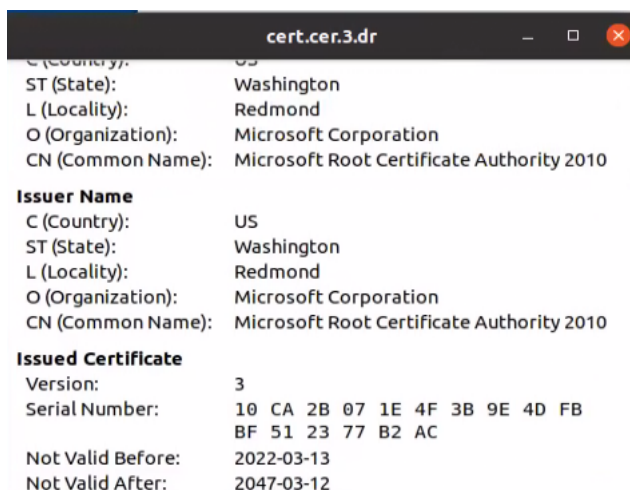 cert.cer.3.dr
C (Country): US
ST (State): Washington
L (Locality): Redmond
O (Organization): Microsoft Corporation
CN (Common Name): Microsoft Root Certificate Authority 2010
Issuer Name
C (Country): US
ST (State): Washington
L (Locality): Redmond
O (Organization): Microsoft Corporation
CN (Common Name): Microsoft Root Certificate Authority 2010
Issued Certificate
Version: 3
Serial Number: 10 CA 2B 07 1E 4F 3B 9E 4D FB
BF 51 23 77 B2 AC
Not Valid Before: 2022-03-13
Not Valid After: 2047-03-12